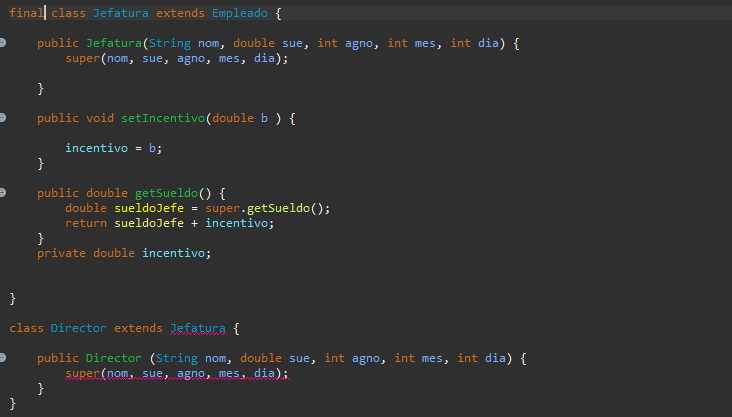 final class Jefatura extends Empleado {
public Jefatura(String nom, double sue, int agno, int mes, int dia) {
super(nom, sue, agno, mes, dia);
}
public void setIncentivo(double b ) {
incentivo = b;
}
public double getSueldo() {
double sueldoJefe = super.getSueldo();
return sueldoJefe + incentivo;
}
private double incentivo;
}
class Director extends Jefatura {
public Director (String nom, double sue, int agno, int mes, int dia) {
super(nom, sue, agno, mes, dia);
}
}